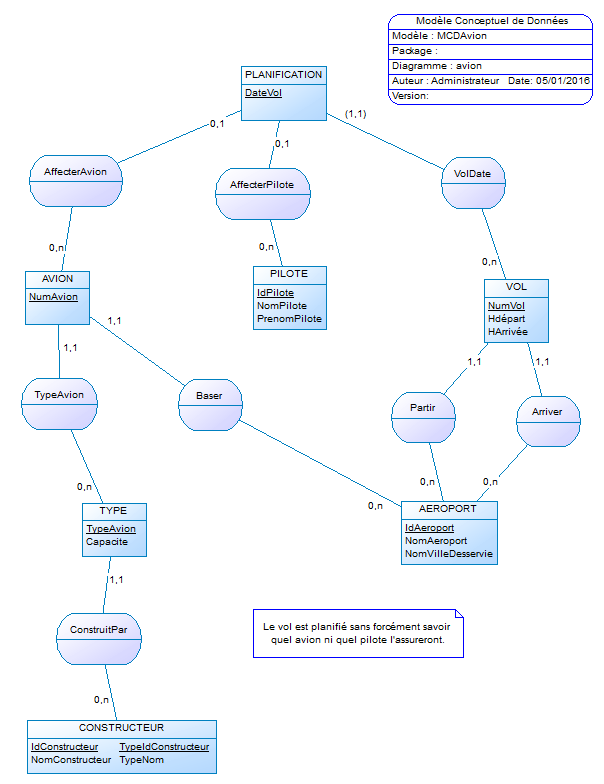 Modèle Conceptuel de Données
Modèle : MCDAvion
Package :
Diagramme : avion
Auteur : Administrateur Date: 05/01/2016
Version:
PLANIFICATION
DateVol
0,1
0,1
(1,1)
AffecterAvion
AffecterPilote
VolDate
0,n
0,n
0,n
AVION
NumAvion
PILOTE
IdPilote
NomPilote
PrenomPilote
VOL
NumVol
Hdépart
HArrivée
1,1
1,1
1,1
1,1
TypeAvion
Baser
Partir
Arriver
0,n
0,n
0,n
0,n
TYPE
TypeAvion
Capacite
AEROPORT
IdAeroport
NomAeroport
NomVilleDesservie
1,1
ConstruitPar
Le vol est planifié sans forcément savoir
quel avion ni quel pilote l'assureront.
0,n
CONSTRUCTEUR
IdConstructeur TypeIdConstructeur
NomConstructeur TypeNom